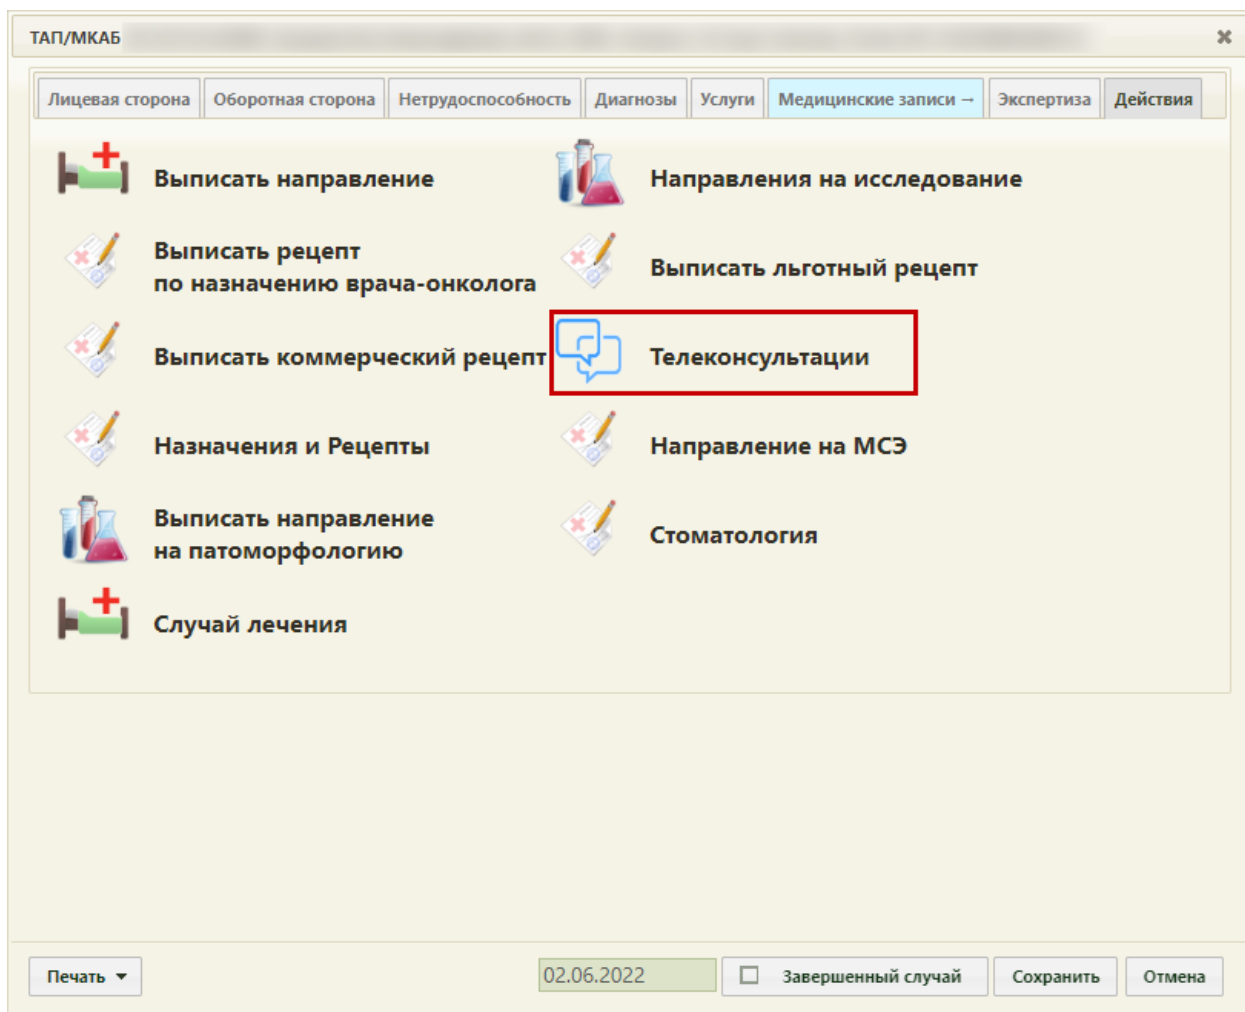 ТАП/МКАБ
Лицевая сторона Оборотная сторона Нетрудоспособность Диагнозы Услуги Медицинские записи → Экспертиза Действия
Выписать направление
Направления на исследование
Выписать рецепт
по назначению врача-онколога
Выписать льготный рецепт
Выписать коммерческий рецепт
Телеконсультации
Назначения и Рецепты
Направление на МСЭ
Выписать направление
на патоморфологию
Стоматология
Случай лечения
Печать 02.06.2022 Завершенный случай Сохранить Отмена